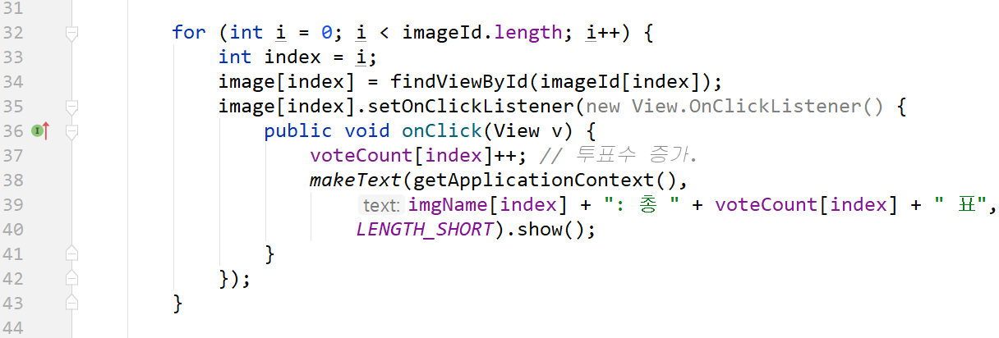 31
32 for (int i = 0; i < imageId.length; i++) {
33 int index = i;
34 image[index] = findViewById(imageId[index]);
35 image[index].setOnClickListener(new View.OnClickListener() {
36 I public void onClick(View v) {
37 voteCount[index]++; // 투표수 증가.
38 makeText(getApplicationContext(),
39 text: imgName[index] + ": 총 " + voteCount[index] + " 표",
40 LENGTH_SHORT).show();
41 }
42 });
43 }
44